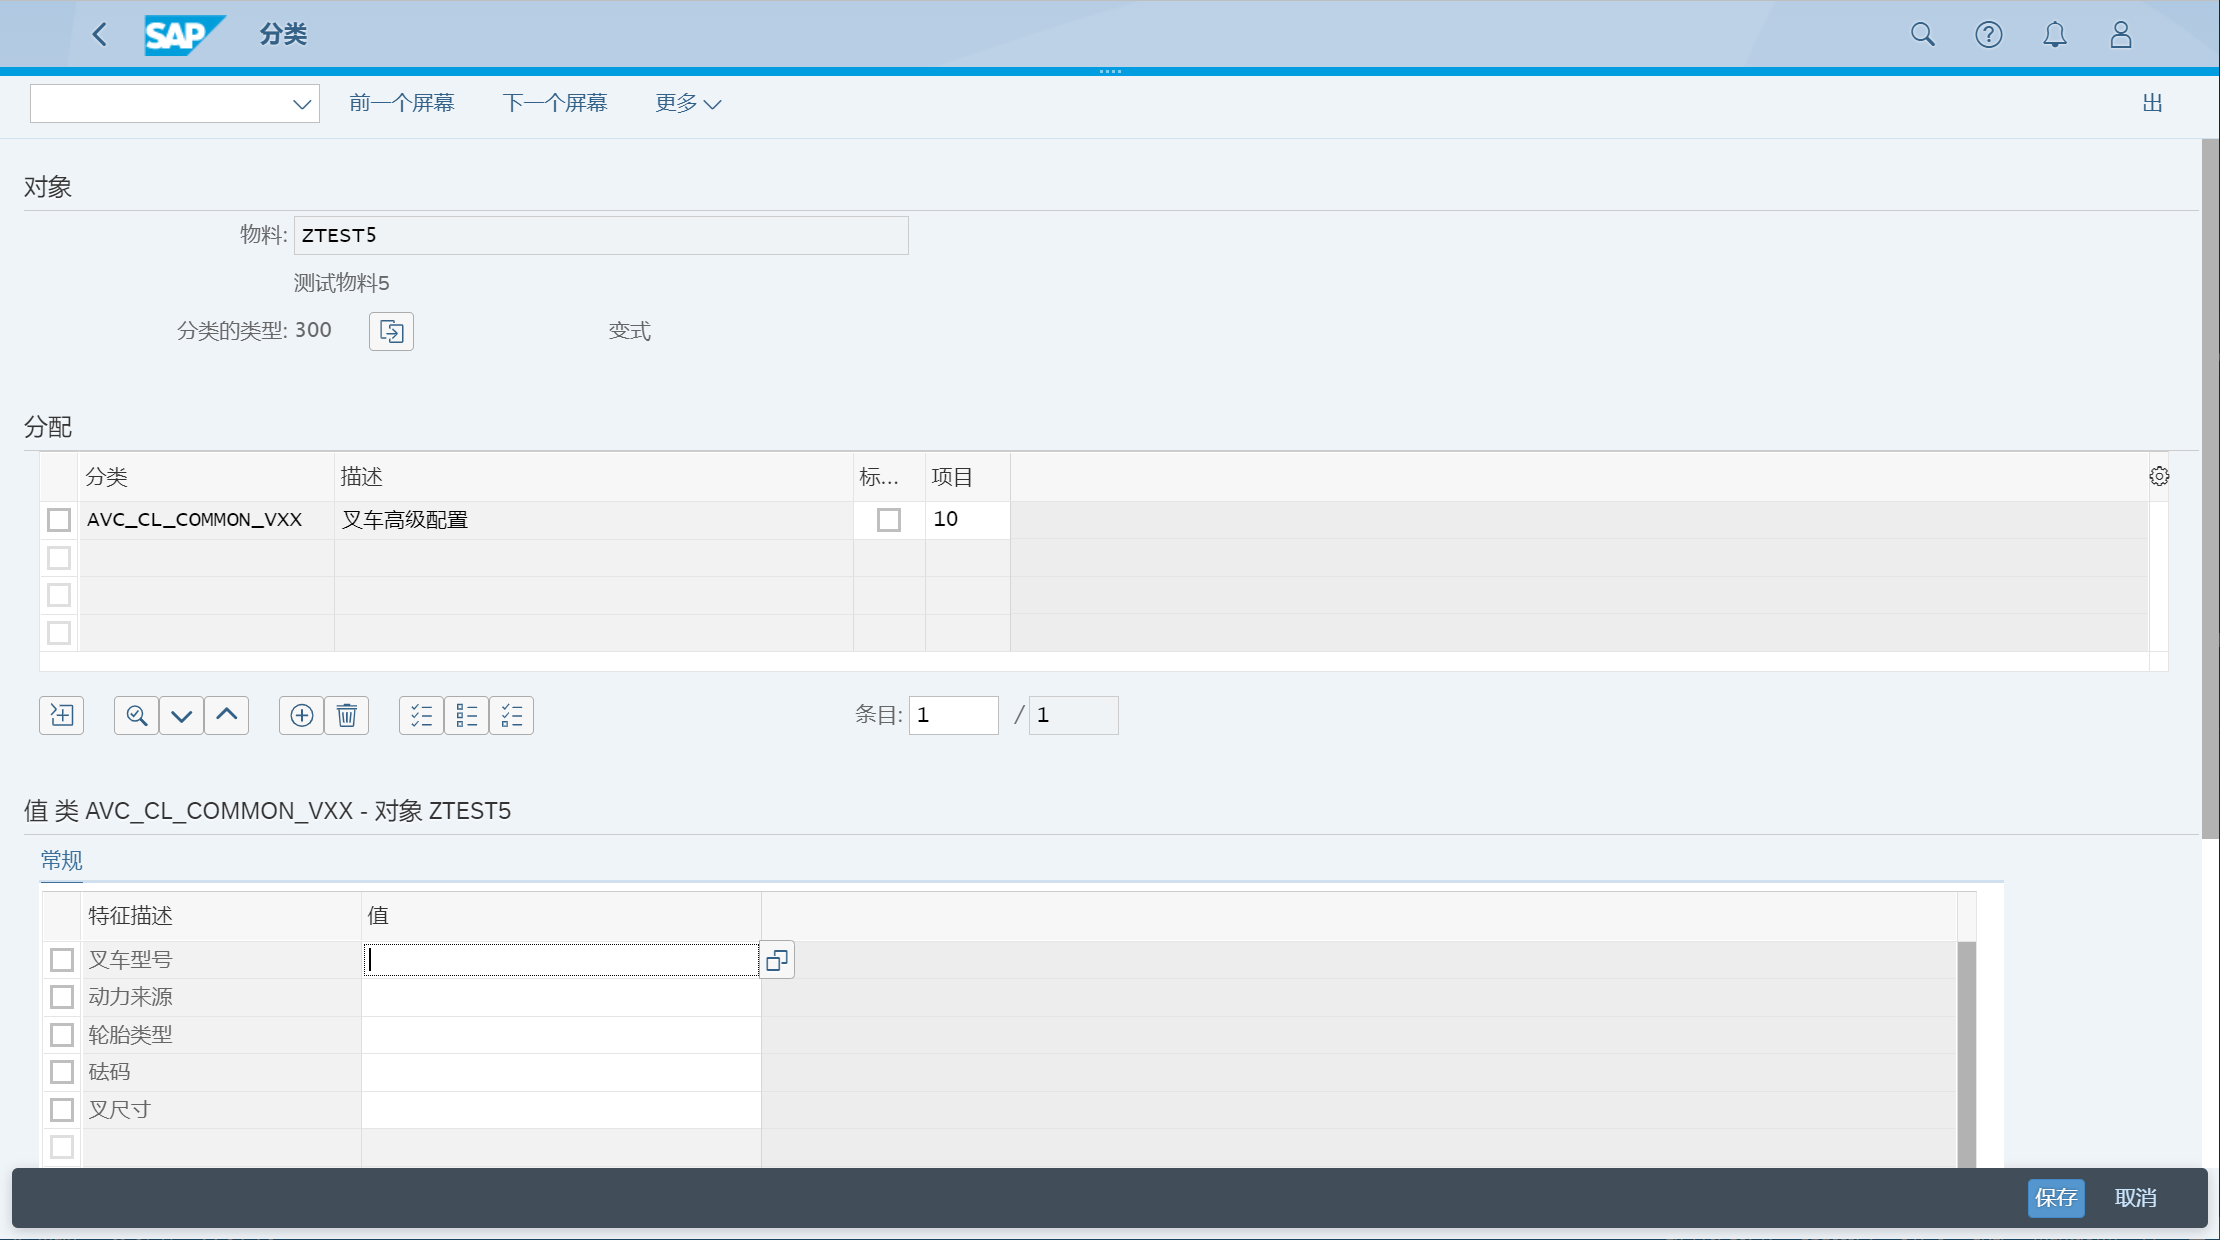 SAP 分类
前一个屏幕 下一个屏幕 更多 出
对象
物料: ZTEST5
测试物料5
分类的类型: 300 变式
分配
分类 描述 标... 项目
AVC_CL_COMMON_VXX 叉车高级配置 10
条目: 1 / 1
值 类 AVC_CL_COMMON_VXX - 对象 ZTEST5
常规
特征描述 值
叉车型号
动力来源
轮胎类型
砝码
叉尺寸
保存 取消